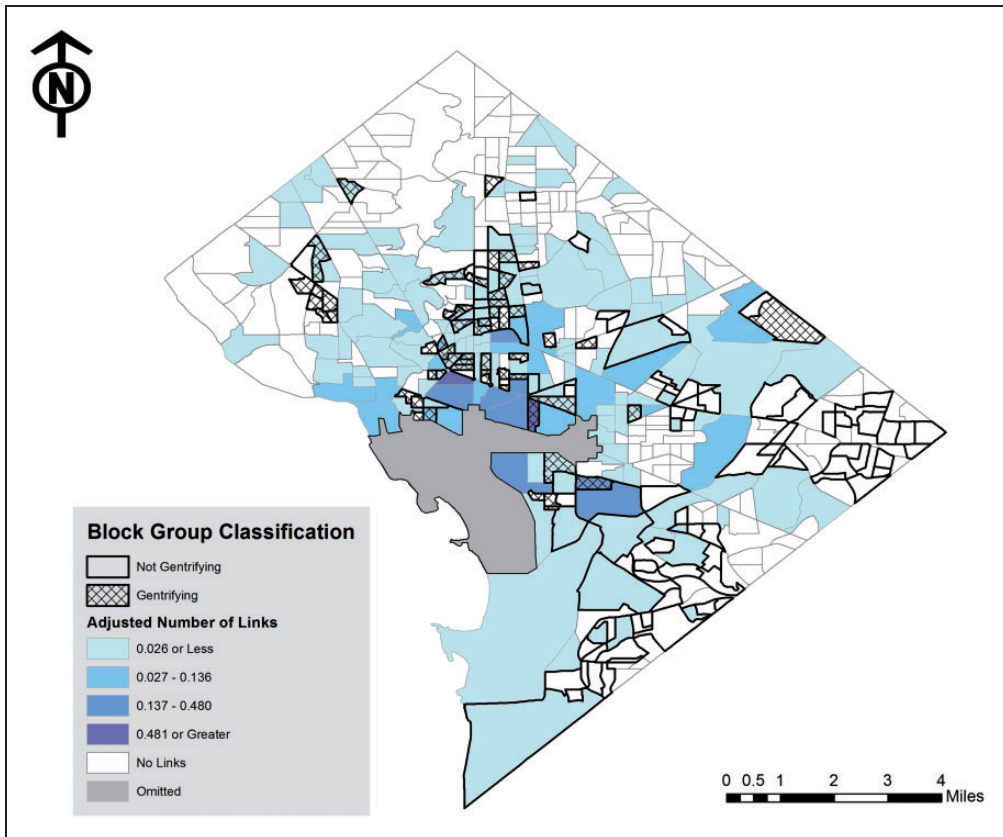 N
Block Group Classification
Not Gentrifying
Gentrifying
Adjusted Number of Links
0.026 or Less
0.027 - 0.136
0.137 - 0.480
0.481 or Greater
No Links
Omitted
0 0.5 1 2 3 4
Miles